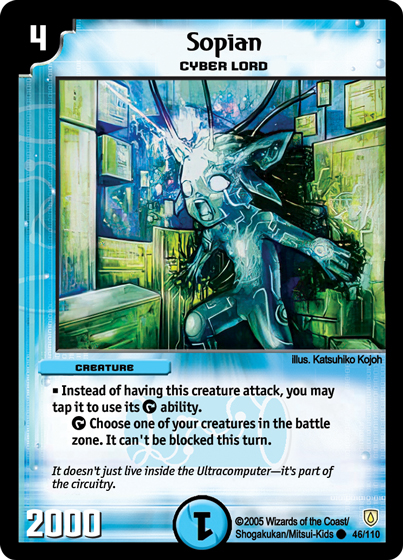 4
Sopian
CYBER LORD
illus. Katsuhiko Kojoh
CREATURE
▪ Instead of having this creature attack, you may
tap it to use its ability.
Choose one of your creatures in the battle
zone. It can't be blocked this turn.
It doesn't just live inside the Ultracomputer—it's part of
the circuitry.
2000
1
©2005 Wizards of the Coast/
Shogakukan/Mitsui-Kids ● 46/110